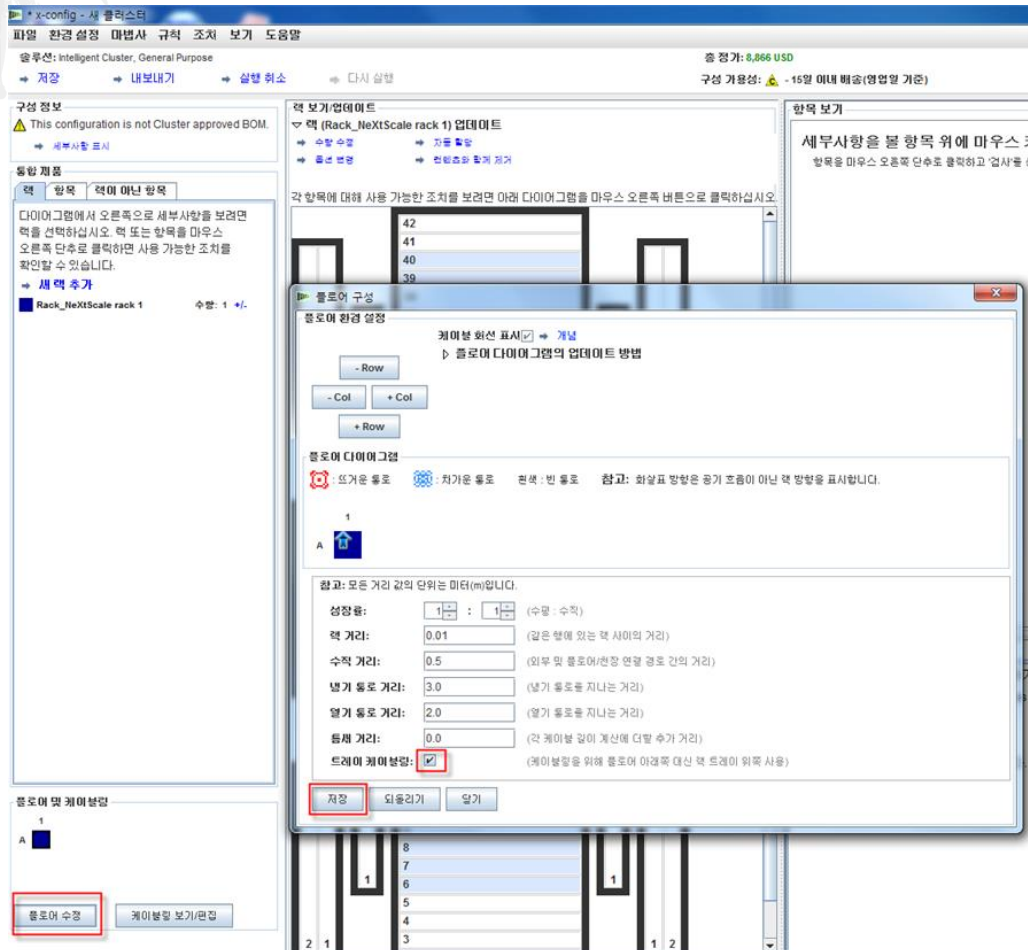 * x-config - 새 클러스터
파일 환경 설정 마법사 규칙 조치 보기 도움말
솔루션: Intelligent Cluster, General Purpose
총 정가: 8,866 USD
저장 내보내기 실행 취소 다시 실행
구성 가용성: - 15일 이내 배송(영업일 기준)
구성 정보
This configuration is not Cluster approved BOM.
세부사항 표시
통합 제품
랙 항목 랙이 아닌 항목
다이어그램에서 오른쪽으로 세부사항을 보려면
랙을 선택하십시오. 랙 또는 항목을 마우스
오른쪽 단추로 클릭하면 사용 가능한 조치를
확인할 수 있습니다.
새 랙 추가
Rack_NeXtScale rack 1 수량: 1 +/-
랙 보기/업데이트
랙 (Rack_NeXtScale rack 1) 업데이트
수량 수정 자동 할당
옵션 변경 컨텐츠와 함께 제거
각 항목에 대해 사용 가능한 조치를 보려면 아래 다이어그램을 마우스 오른쪽 버튼으로 클릭하십시오.
42
41
40
39
항목 보기
세부사항을 볼 항목 위에 마우스
항목을 마우스 오른쪽 단추로 클릭하고 '검사'를
플로어 구성
플로어 환경 설정
케이블 회선 표시 개념
플로어 다이어그램의 업데이트 방법
- Row
- Col + Col
+ Row
플로어 다이어그램
: 뜨거운 통로 : 차가운 통로 흰색 : 빈 통로 참고: 화살표 방향은 공기 흐름이 아닌 랙 방향을 표시합니다.
1
A
참고: 모든 거리 값의 단위는 미터(m)입니다.
성장률: 1 : 1 (수평 : 수직)
랙 거리: 0.01 (같은 행에 있는 랙 사이의 거리)
수직 거리: 0.5 (외부 및 플로어/천장 연결 경로 간의 거리)
냉기 통로 거리: 3.0 (냉기 통로를 지나는 거리)
열기 통로 거리: 2.0 (열기 통로를 지나는 거리)
틈새 거리: 0.0 (각 케이블 길이 계산에 더할 추가 거리)
트레이 케이블링: (케이블링을 위해 플로어 아래쪽 대신 랙 트레이 위쪽 사용)
저장 되돌리기 닫기
플로어 및 케이블링
1
A
플로어 수정 케이블링 보기/편집
8
7
1 6 1
5
4
2 1 3 1 2